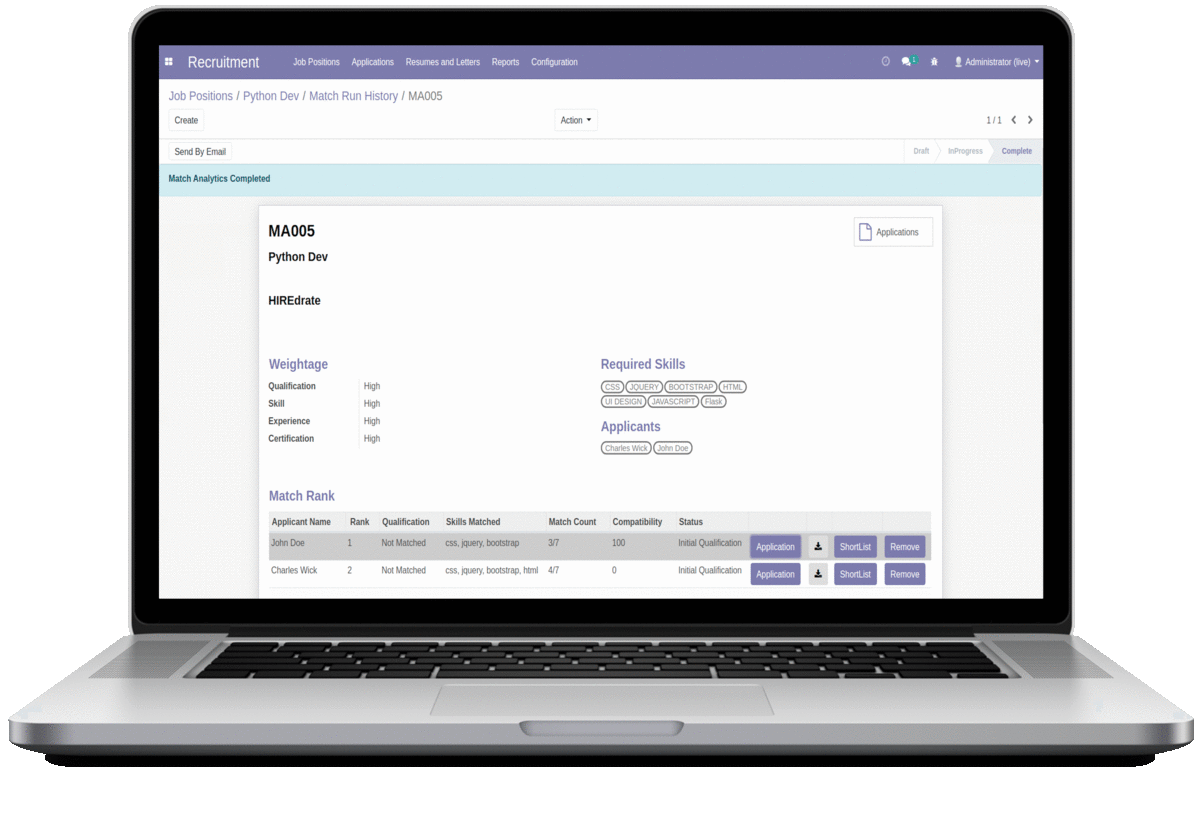 Recruitment Job Positions Applications Resumes and Letters Reports Configuration 1 Administrator (live)
Job Positions / Python Dev / Match Run History / MA005
Create Action 1 / 1
Send By Email Draft InProgress Complete
Match Analytics Completed
MA005 Applications
Python Dev
HIREdrate
Weightage
Qualification High
Skill High
Experience High
Certification High
Required Skills
CSS JQUERY BOOTSTRAP HTML
UI DESIGN JAVASCRIPT Flask
Applicants
Charles Wick John Doe
Match Rank
Applicant Name Rank Qualification Skills Matched Match Count Compatibility Status
John Doe 1 Not Matched css, jquery, bootstrap 3/7 100 Initial Qualification Application ShortList Remove
Charles Wick 2 Not Matched css, jquery, bootstrap, html 4/7 0 Initial Qualification Application ShortList Remove